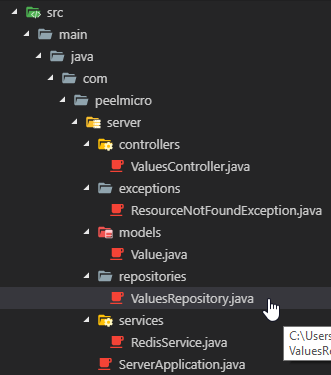 src
main
java
com
peelmicro
server
controllers
ValuesController.java
exceptions
ResourceNotFoundException.java
models
Value.java
repositories
ValuesRepository.java
services
C:\Users
RedisService.java
ValuesRe
ServerApplication.java